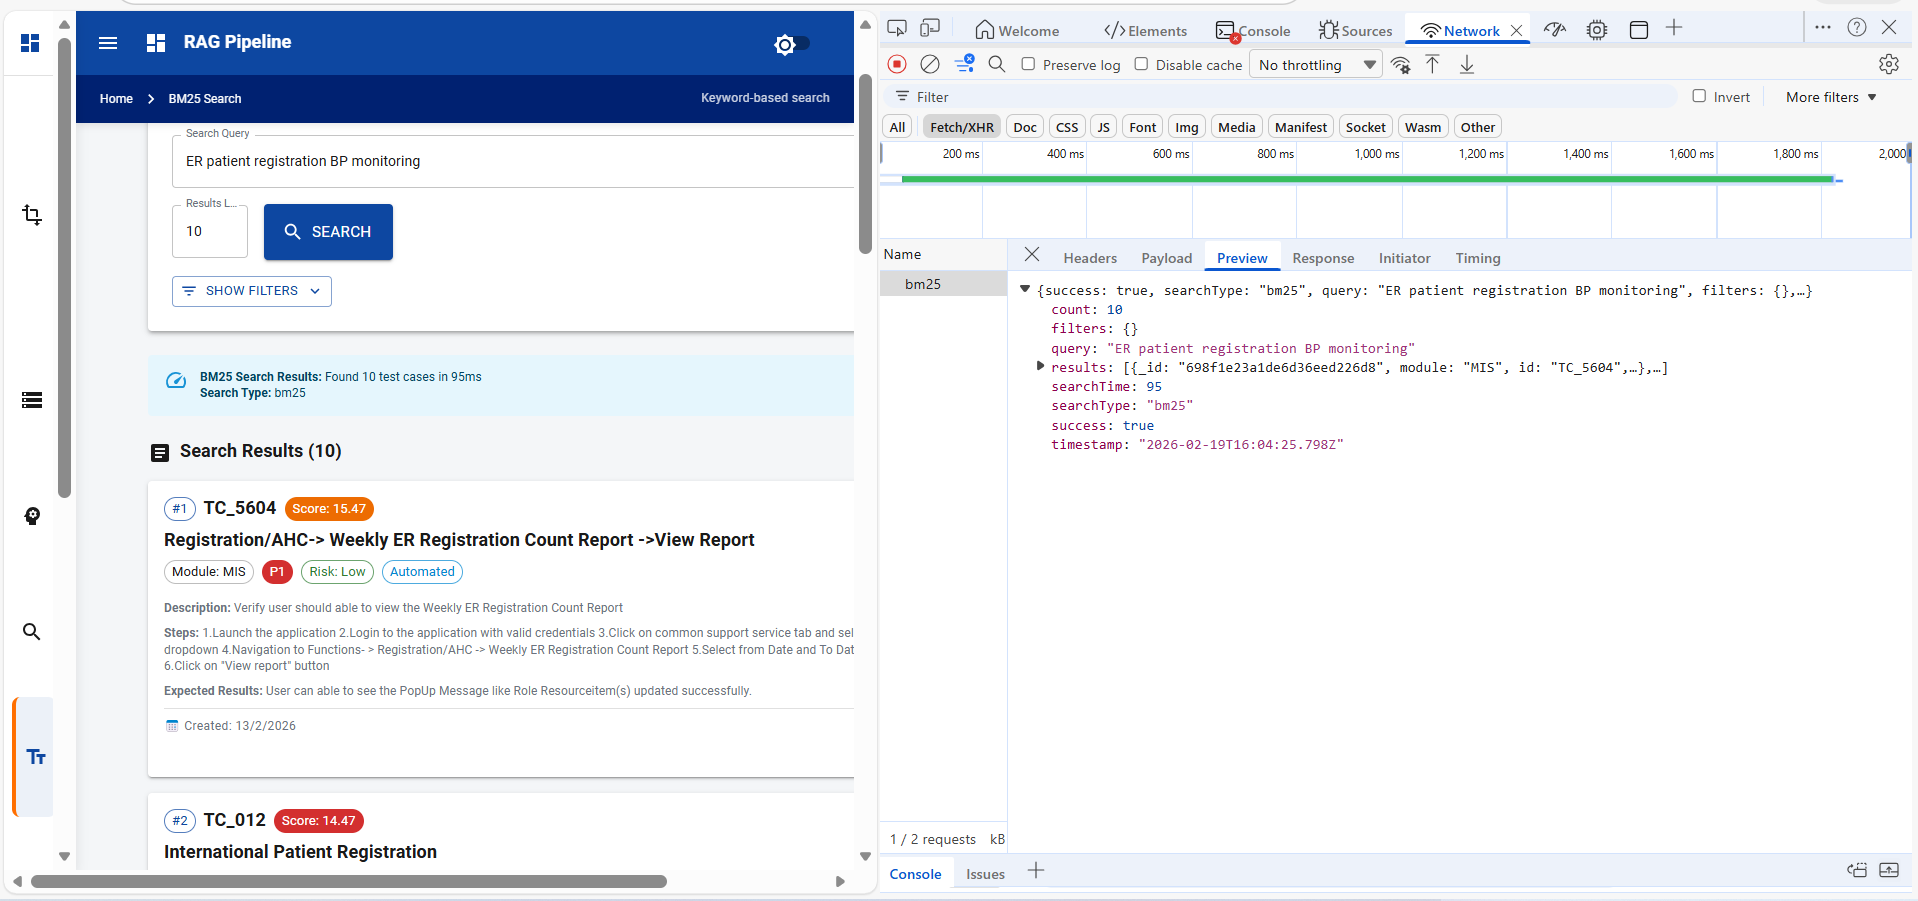 RAG Pipeline
Home > BM25 Search
Keyword-based search
Search Query
ER patient registration BP monitoring
Results L...
10
SEARCH
SHOW FILTERS
BM25 Search Results: Found 10 test cases in 95ms
Search Type: bm25
Search Results (10)
#1 TC_5604 Score: 15.47
Registration/AHC-> Weekly ER Registration Count Report ->View Report
Module: MIS P1 Risk: Low Automated
Description: Verify user should able to view the Weekly ER Registration Count Report
Steps: 1.Launch the application 2.Login to the application with valid credentials 3.Click on common support service tab and sel
dropdown 4.Navigation to Functions- > Registration/AHC -> Weekly ER Registration Count Report 5.Select from Date and To Dat
6.Click on "View report" button
Expected Results: User can able to see the PopUp Message like Role Resourceitem(s) updated successfully.
Created: 13/2/2026
#2 TC_012 Score: 14.47
International Patient Registration
Welcome Elements Console Sources Network
Preserve log Disable cache No throttling
Filter Invert More filters
All Fetch/XHR Doc CSS JS Font Img Media Manifest Socket Wasm Other
200 ms 400 ms 600 ms 800 ms 1,000 ms 1,200 ms 1,400 ms 1,600 ms 1,800 ms 2,000
Name
bm25
Headers Payload Preview Response Initiator Timing
{success: true, searchType: "bm25", query: "ER patient registration BP monitoring", filters: {},…}
count: 10
filters: {}
query: "ER patient registration BP monitoring"
results: [{_id: "698f1e23a1de6d36eed226d8", module: "MIS", id: "TC_5604",…},…]
searchTime: 95
searchType: "bm25"
success: true
timestamp: "2026-02-19T16:04:25.798Z"
1 / 2 requests kB
Console Issues